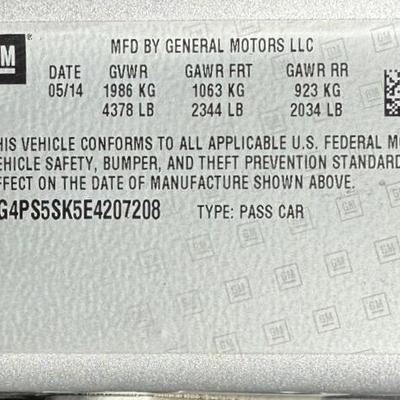 GM
MFD BY GENERAL MOTORS LLC
DATE GVWR GAWR FRT GAWR RR
05/14 1986 KG 1063 KG 923 KG
4378 LB 2344 LB 2034 LB
HIS VEHICLE CONFORMS TO ALL APPLICABLE U.S. FEDERAL MO
EHICLE SAFETY, BUMPER, AND THEFT PREVENTION STANDARD
EFFECT ON THE DATE OF MANUFACTURE SHOWN ABOVE.
G4PS5SK5E4207208 TYPE: PASS CAR